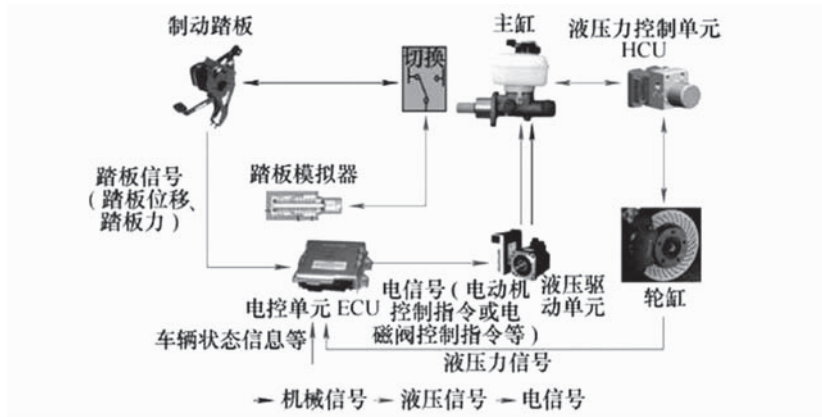 制动踏板
切换
主缸
液压力控制单元
HCU
踏板信号
(踏板位移、
踏板力)
踏板模拟器
电控单元 ECU
电信号(电动机
控制指令或电
磁阀控制指令等)
液压驱
动单元
轮缸
车辆状态信息等
液压力信号
机械信号 液压信号 电信号